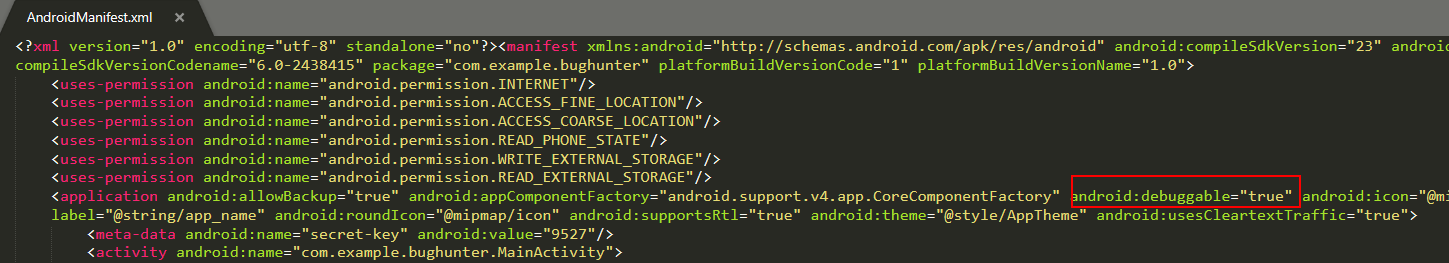 AndroidManifest.xml ×
<?xml version="1.0" encoding="utf-8" standalone="no"?><manifest xmlns:android="http://schemas.android.com/apk/res/android" android:compileSdkVersion="23" android
compileSdkVersionCodename="6.0-2438415" package="com.example.bughunter" platformBuildVersionCode="1" platformBuildVersionName="1.0">
<uses-permission android:name="android.permission.INTERNET"/>
<uses-permission android:name="android.permission.ACCESS_FINE_LOCATION"/>
<uses-permission android:name="android.permission.ACCESS_COARSE_LOCATION"/>
<uses-permission android:name="android.permission.READ_PHONE_STATE"/>
<uses-permission android:name="android.permission.WRITE_EXTERNAL_STORAGE"/>
<uses-permission android:name="android.permission.READ_EXTERNAL_STORAGE"/>
<application android:allowBackup="true" android:appComponentFactory="android.support.v4.app.CoreComponentFactory" android:debuggable="true" android:icon="@mi
label="@string/app_name" android:roundIcon="@mipmap/icon" android:supportsRtl="true" android:theme="@style/AppTheme" android:usesCleartextTraffic="true">
<meta-data android:name="secret-key" android:value="9527"/>
<activity android:name="com.example.bughunter.MainActivity">